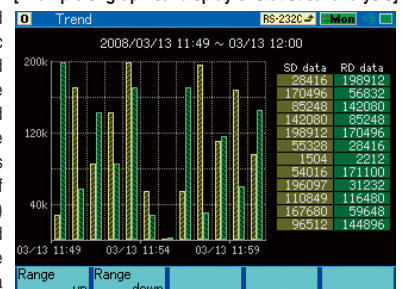 0 Trend RS-232C Mon
2008/03/13 11:49 ~ 03/13 12:00
200k
120k
40k
03/13 11:49 03/13 11:54 03/13 11:59
SD data RD data
28416 198912
170496 56832
85248 142080
142080 85248
198912 170496
55328 28416
1504 2212
54016 171100
196097 31232
110849 116480
167680 59648
96512 144896
Range up
Range down